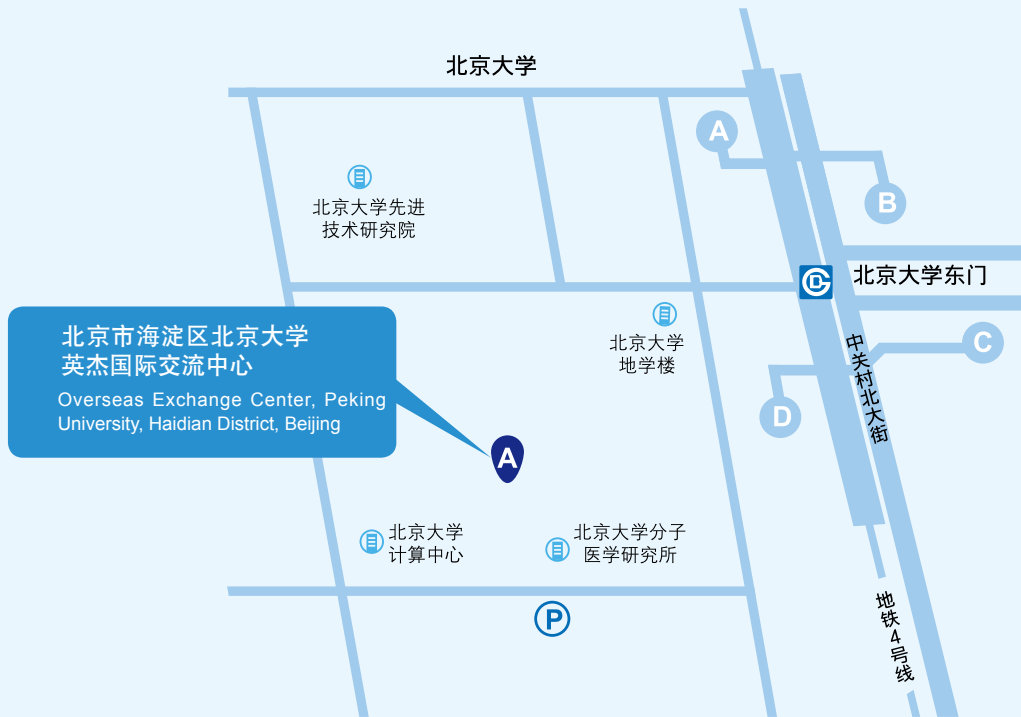 北京大学
A
B
北京大学先进
技术研究院
北京大学东门
北京大学
地学楼
C
D
中关村北大街
北京市海淀区北京大学
英杰国际交流中心
Overseas Exchange Center, Peking
University, Haidian District, Beijing
A
北京大学
计算中心
北京大学分子
医学研究所
P
地铁4号线